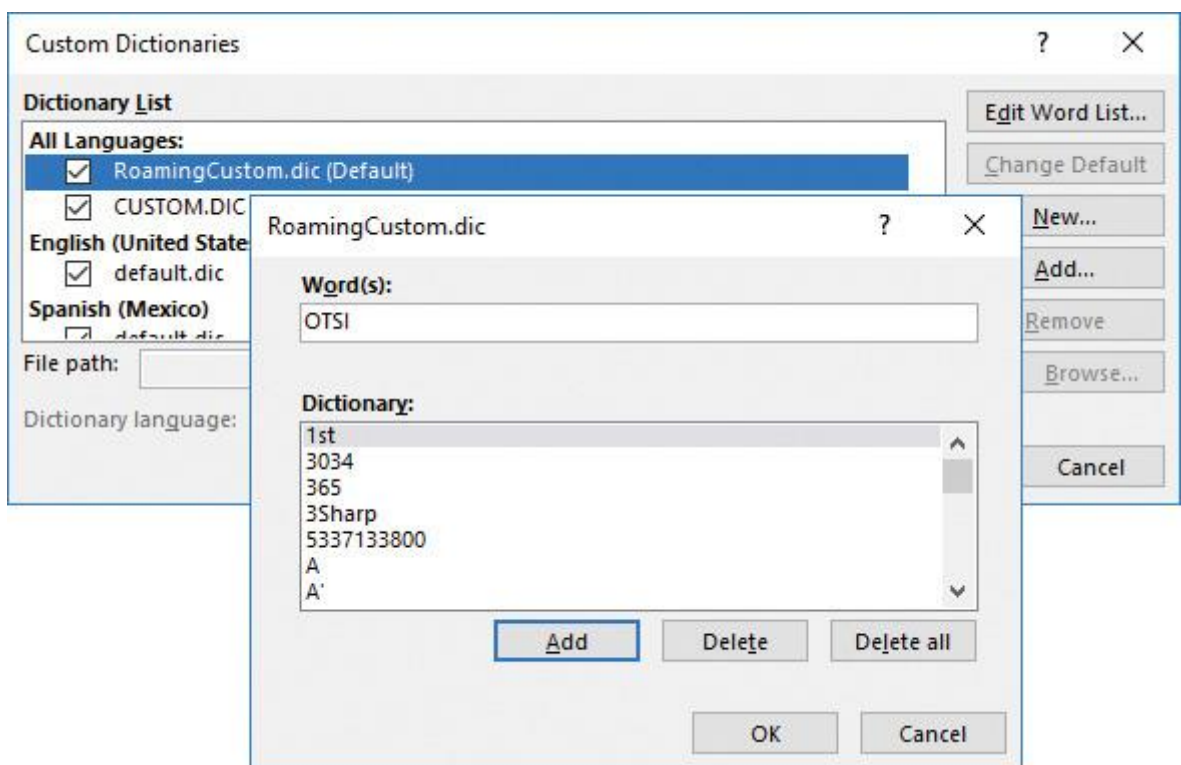 Custom Dictionaries
?
Dictionary List
Edit Word List...
All Languages:
RoamingCustom.dic (Default)
Change Default
CUSTOM.DIC
New...
English (United State
default.dic
Add...
Spanish (Mexico)
default.dic
Remove
File path:
Browse...
Dictionary language:
Cancel
RoamingCustom.dic
?
Word(s):
OTSI
Dictionary:
1st
3034
365
3Sharp
5337133800
A
A'
Add
Delete
Delete all
OK
Cancel